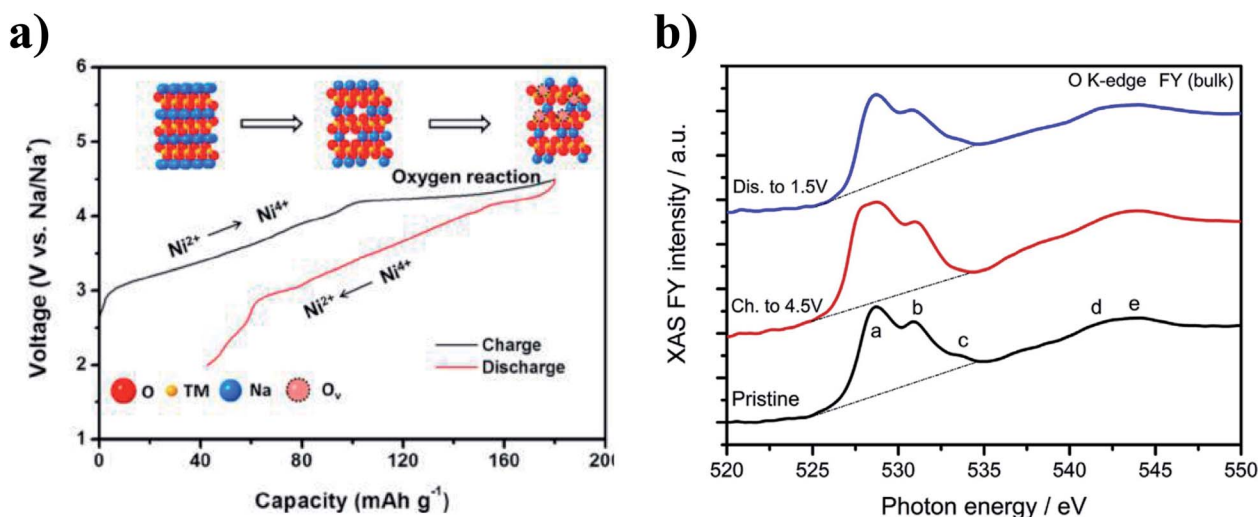 a)
6
5
4
3
2
1
Voltage (V vs. Na/Na⁺)
Oxygen reaction
Ni²⁺ → Ni⁴⁺
Ni²⁺ ← Ni⁴⁺
Charge
Discharge
O TM Na Oᵥ
0 40 80 120 160 200
Capacity (mAh g⁻¹)
b)
O K-edge FY (bulk)
XAS FY intensity / a.u.
Dis. to 1.5V
Ch. to 4.5V
a b c d e
Pristine
520 525 530 535 540 545 550
Photon energy / eV